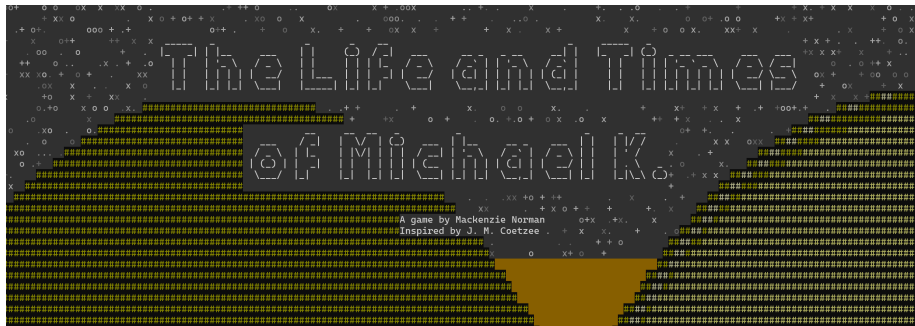 The Life and Times
of Michael K.
A game by Mackenzie Norman
Inspired by J. M. Coetzee